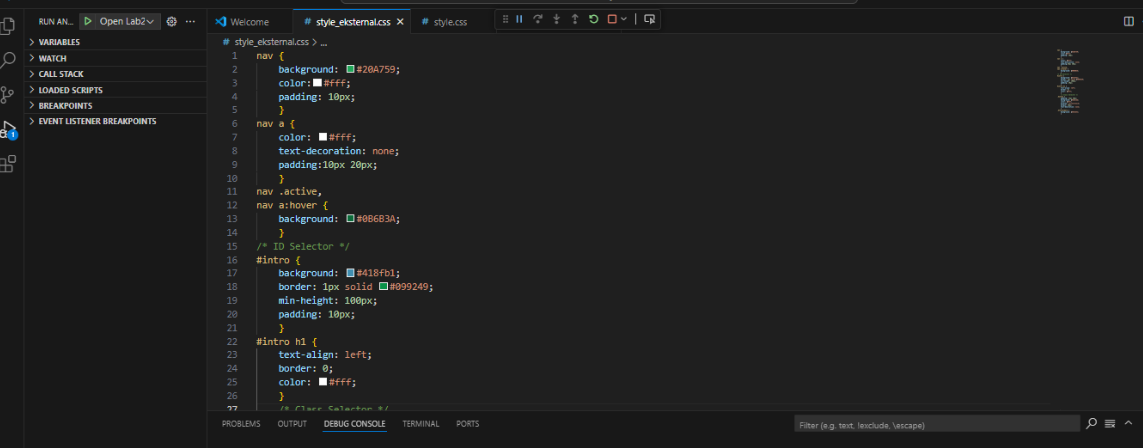 RUN AN... Open Lab2
VARIABLES
WATCH
CALL STACK
LOADED SCRIPTS
BREAKPOINTS
EVENT LISTENER BREAKPOINTS
1
Welcome
# style_eksternal.css
# style.css
# style_eksternal.css > ...
1 nav {
2 background: #20A759;
3 color:#fff;
4 padding: 10px;
5 }
6 nav a {
7 color: #fff;
8 text-decoration: none;
9 padding:10px 20px;
10 }
11 nav .active,
12 nav a:hover {
13 background: #0B6B3A;
14 }
15 /* ID Selector */
16 #intro {
17 background: #418fb1;
18 border: 1px solid #099249;
19 min-height: 100px;
20 padding: 10px;
21 }
22 #intro h1 {
23 text-align: left;
24 border: 0;
25 color: #fff;
26 }
27 /* Class Selector */
PROBLEMS OUTPUT DEBUG CONSOLE TERMINAL PORTS
Filter (e.g. text, !exclude, \escape)